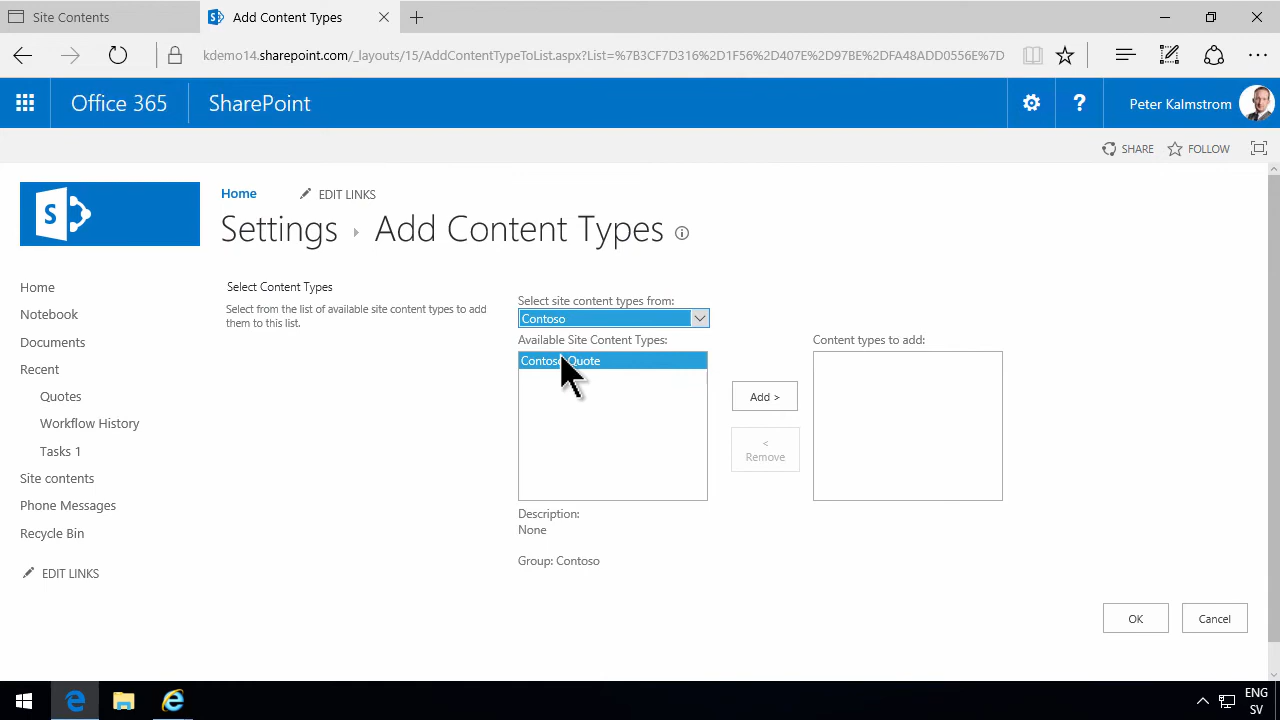 Site Contents
Add Content Types
kdemo14.sharepoint.com/_layouts/15/AddContentTypeToList.aspx?List=%7B3CF7D316%2D1F56%2D407E%2D97BE%2DFA48ADD0556E%7D
Office 365
SharePoint
Peter Kalmstrom
SHARE
FOLLOW
Home
EDIT LINKS
Settings
Add Content Types
Home
Notebook
Documents
Recent
Quotes
Workflow History
Tasks 1
Site contents
Phone Messages
Recycle Bin
EDIT LINKS
Select Content Types
Select from the list of available site content types to add
them to this list.
Select site content types from:
Contoso
Available Site Content Types:
Contoso Quote
Description:
None
Group: Contoso
Add >
<
Remove
Content types to add:
OK
Cancel
ENG
SV